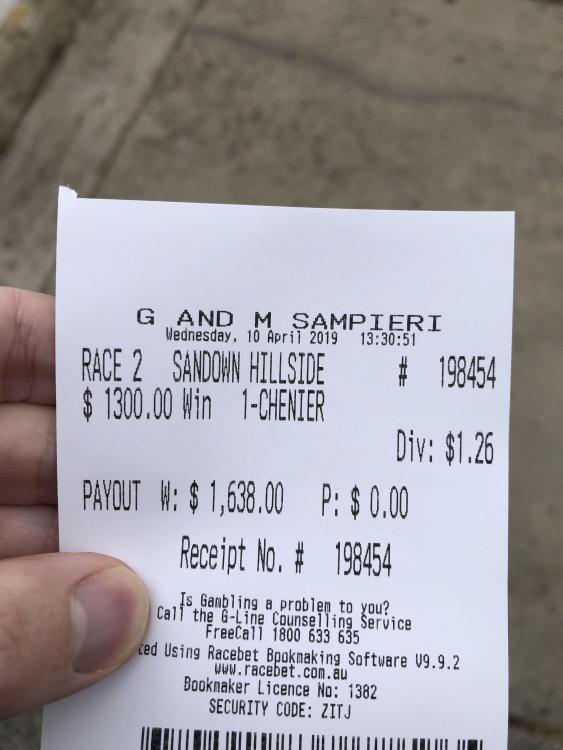 G AND M SAMPIERI
Wednesday, 10 April 2019 13:30:51
RACE 2 SANDOWN HILLSIDE # 198454
$ 1300.00 Win 1-CHENIER
Div: $1.26
PAYOUT W: $ 1,638.00 P: $ 0.00
Receipt No. # 198454
Is Gambling a problem to you?
Call the G-Line Counselling Service
FreeCall 1800 633 635
ted Using Racebet Bookmaking Software V9.9.2
www.racebet.com.au
Bookmaker Licence No: 1382
SECURITY CODE: ZITJ